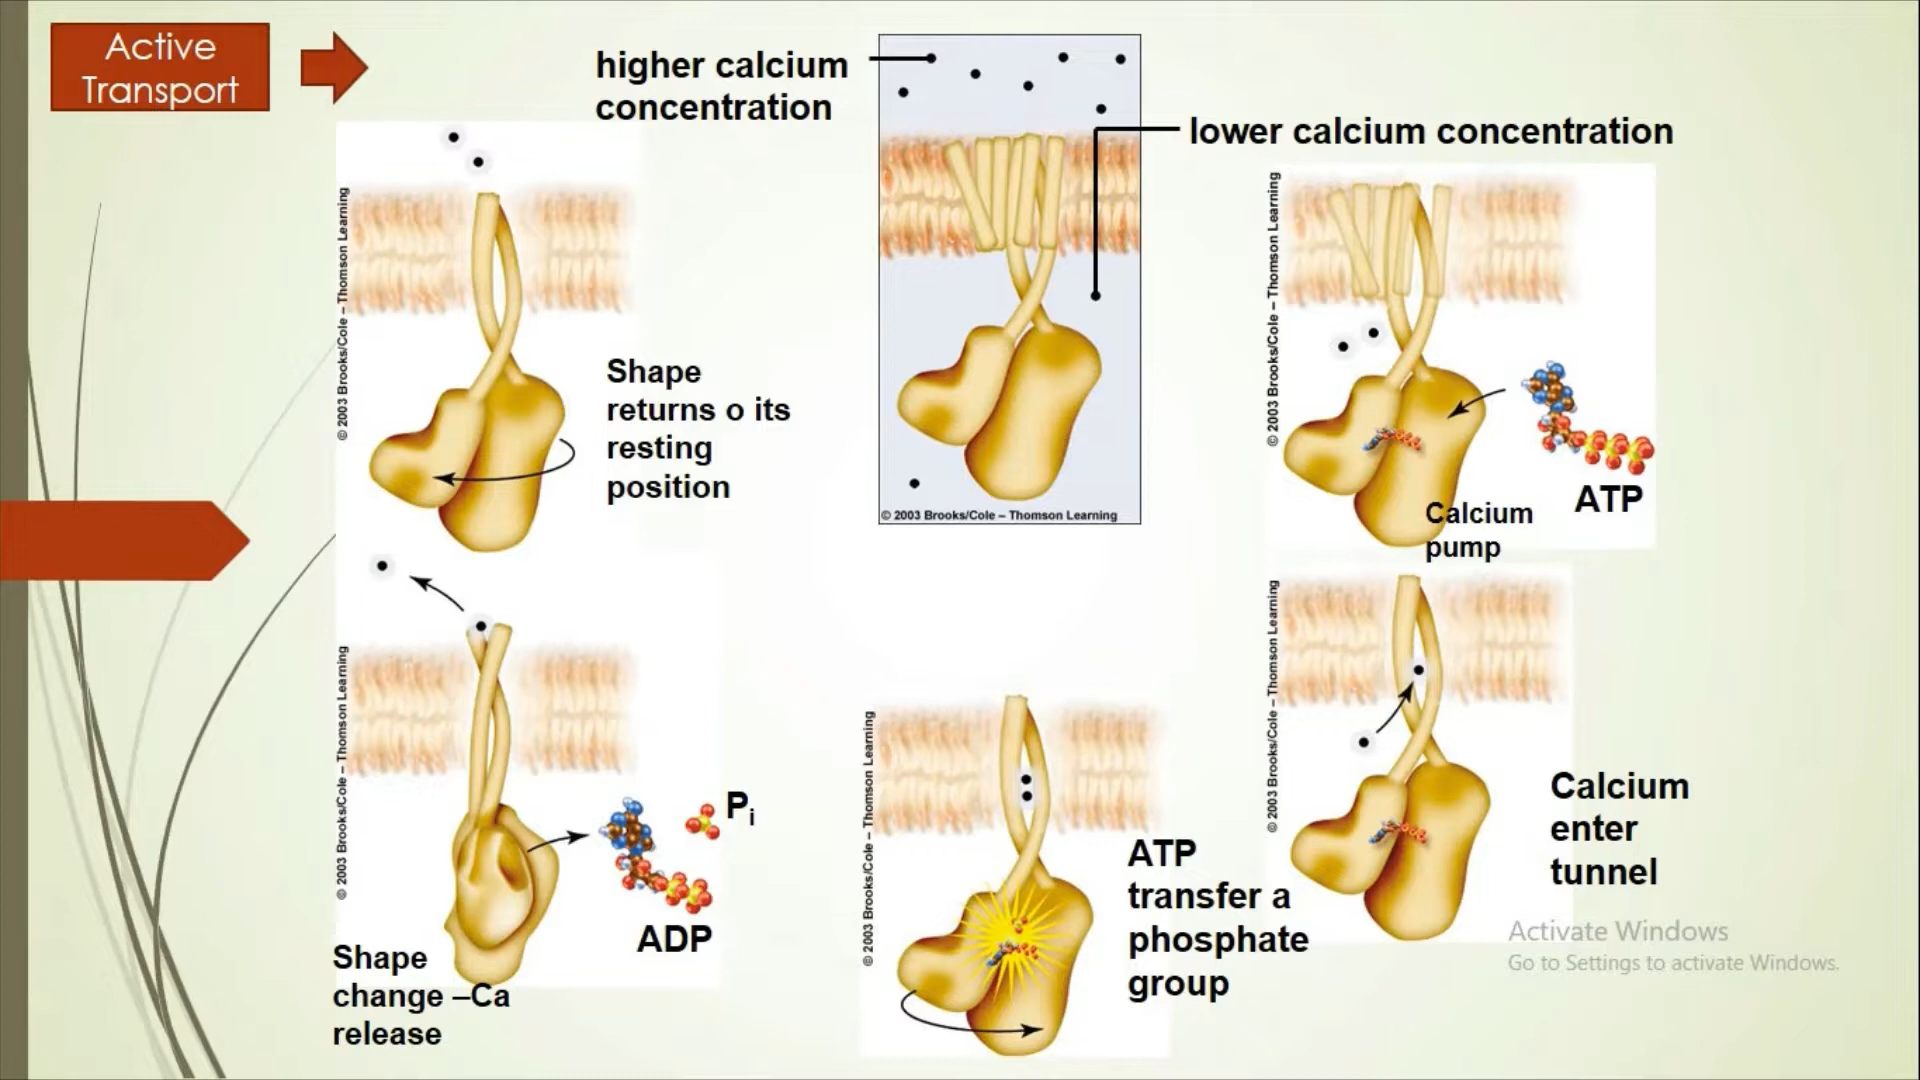 Active
Transport
higher calcium
concentration
lower calcium concentration
© 2003 Brooks/Cole – Thomson Learning
Shape
returns o its
resting
position
© 2003 Brooks/Cole – Thomson Learning
© 2003 Brooks/Cole – Thomson Learning
ATP
Calcium
pump
© 2003 Brooks/Cole – Thomson Learning
Calcium
enter
tunnel
© 2003 Brooks/Cole – Thomson Learning
ATP
transfer a
phosphate
group
© 2003 Brooks/Cole – Thomson Learning
Pi
ADP
Shape
change –Ca
release
Activate Windows
Go to Settings to activate Windows.